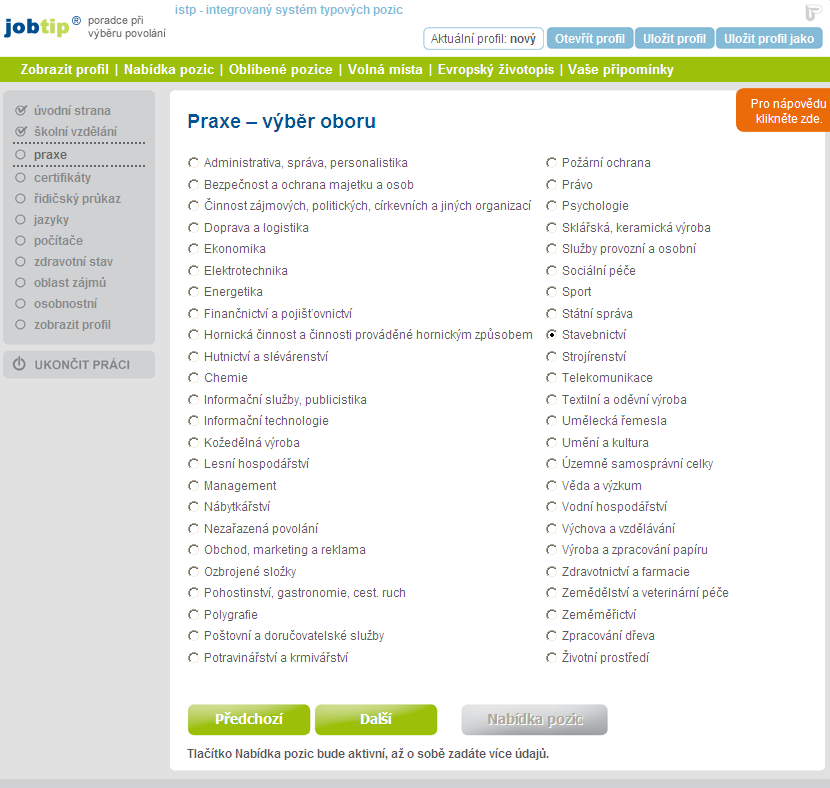 istp - integrovaný systém typových pozic
jobtip® poradce při
výběru povolání
Aktuální profil: nový
Otevřít profil
Uložit profil
Uložit profil jako
Zobrazit profil | Nabídka pozic | Oblíbené pozice | Volná místa | Evropský životopis | Vaše připomínky
úvodní strana
školní vzdělání
praxe
certifikáty
řidičský průkaz
jazyky
počítače
zdravotní stav
oblast zájmů
osobnostní
zobrazit profil
UKONČIT PRÁCI
Pro nápovědu
klikněte zde.
Praxe – výběr oboru
Administrativa, správa, personalistika
Bezpečnost a ochrana majetku a osob
Činnost zájmových, politických, církevních a jiných organizací
Doprava a logistika
Ekonomika
Elektrotechnika
Energetika
Finančnictví a pojišťovnictví
Hornická činnost a činnosti prováděné hornickým způsobem
Hutnictví a slévárenství
Chemie
Informační služby, publicistika
Informační technologie
Kožedělná výroba
Lesní hospodářství
Management
Nábytkářství
Nezařazená povolání
Obchod, marketing a reklama
Ozbrojené složky
Pohostinství, gastronomie, cest. ruch
Polygrafie
Poštovní a doručovatelské služby
Potravinářství a krmivářství
Požární ochrana
Právo
Psychologie
Sklářská, keramická výroba
Služby provozní a osobní
Sociální péče
Sport
Státní správa
Stavebnictví
Strojírenství
Telekomunikace
Textilní a oděvní výroba
Umělecká řemesla
Umění a kultura
Územně samosprávní celky
Věda a výzkum
Vodní hospodářství
Výchova a vzdělávání
Výroba a zpracování papíru
Zdravotnictví a farmacie
Zemědělství a veterinární péče
Zeměměřictví
Zpracování dřeva
Životní prostředí
Předchozí
Další
Nabídka pozic
Tlačítko Nabídka pozic bude aktivní, až o sobě zadáte více údajů.